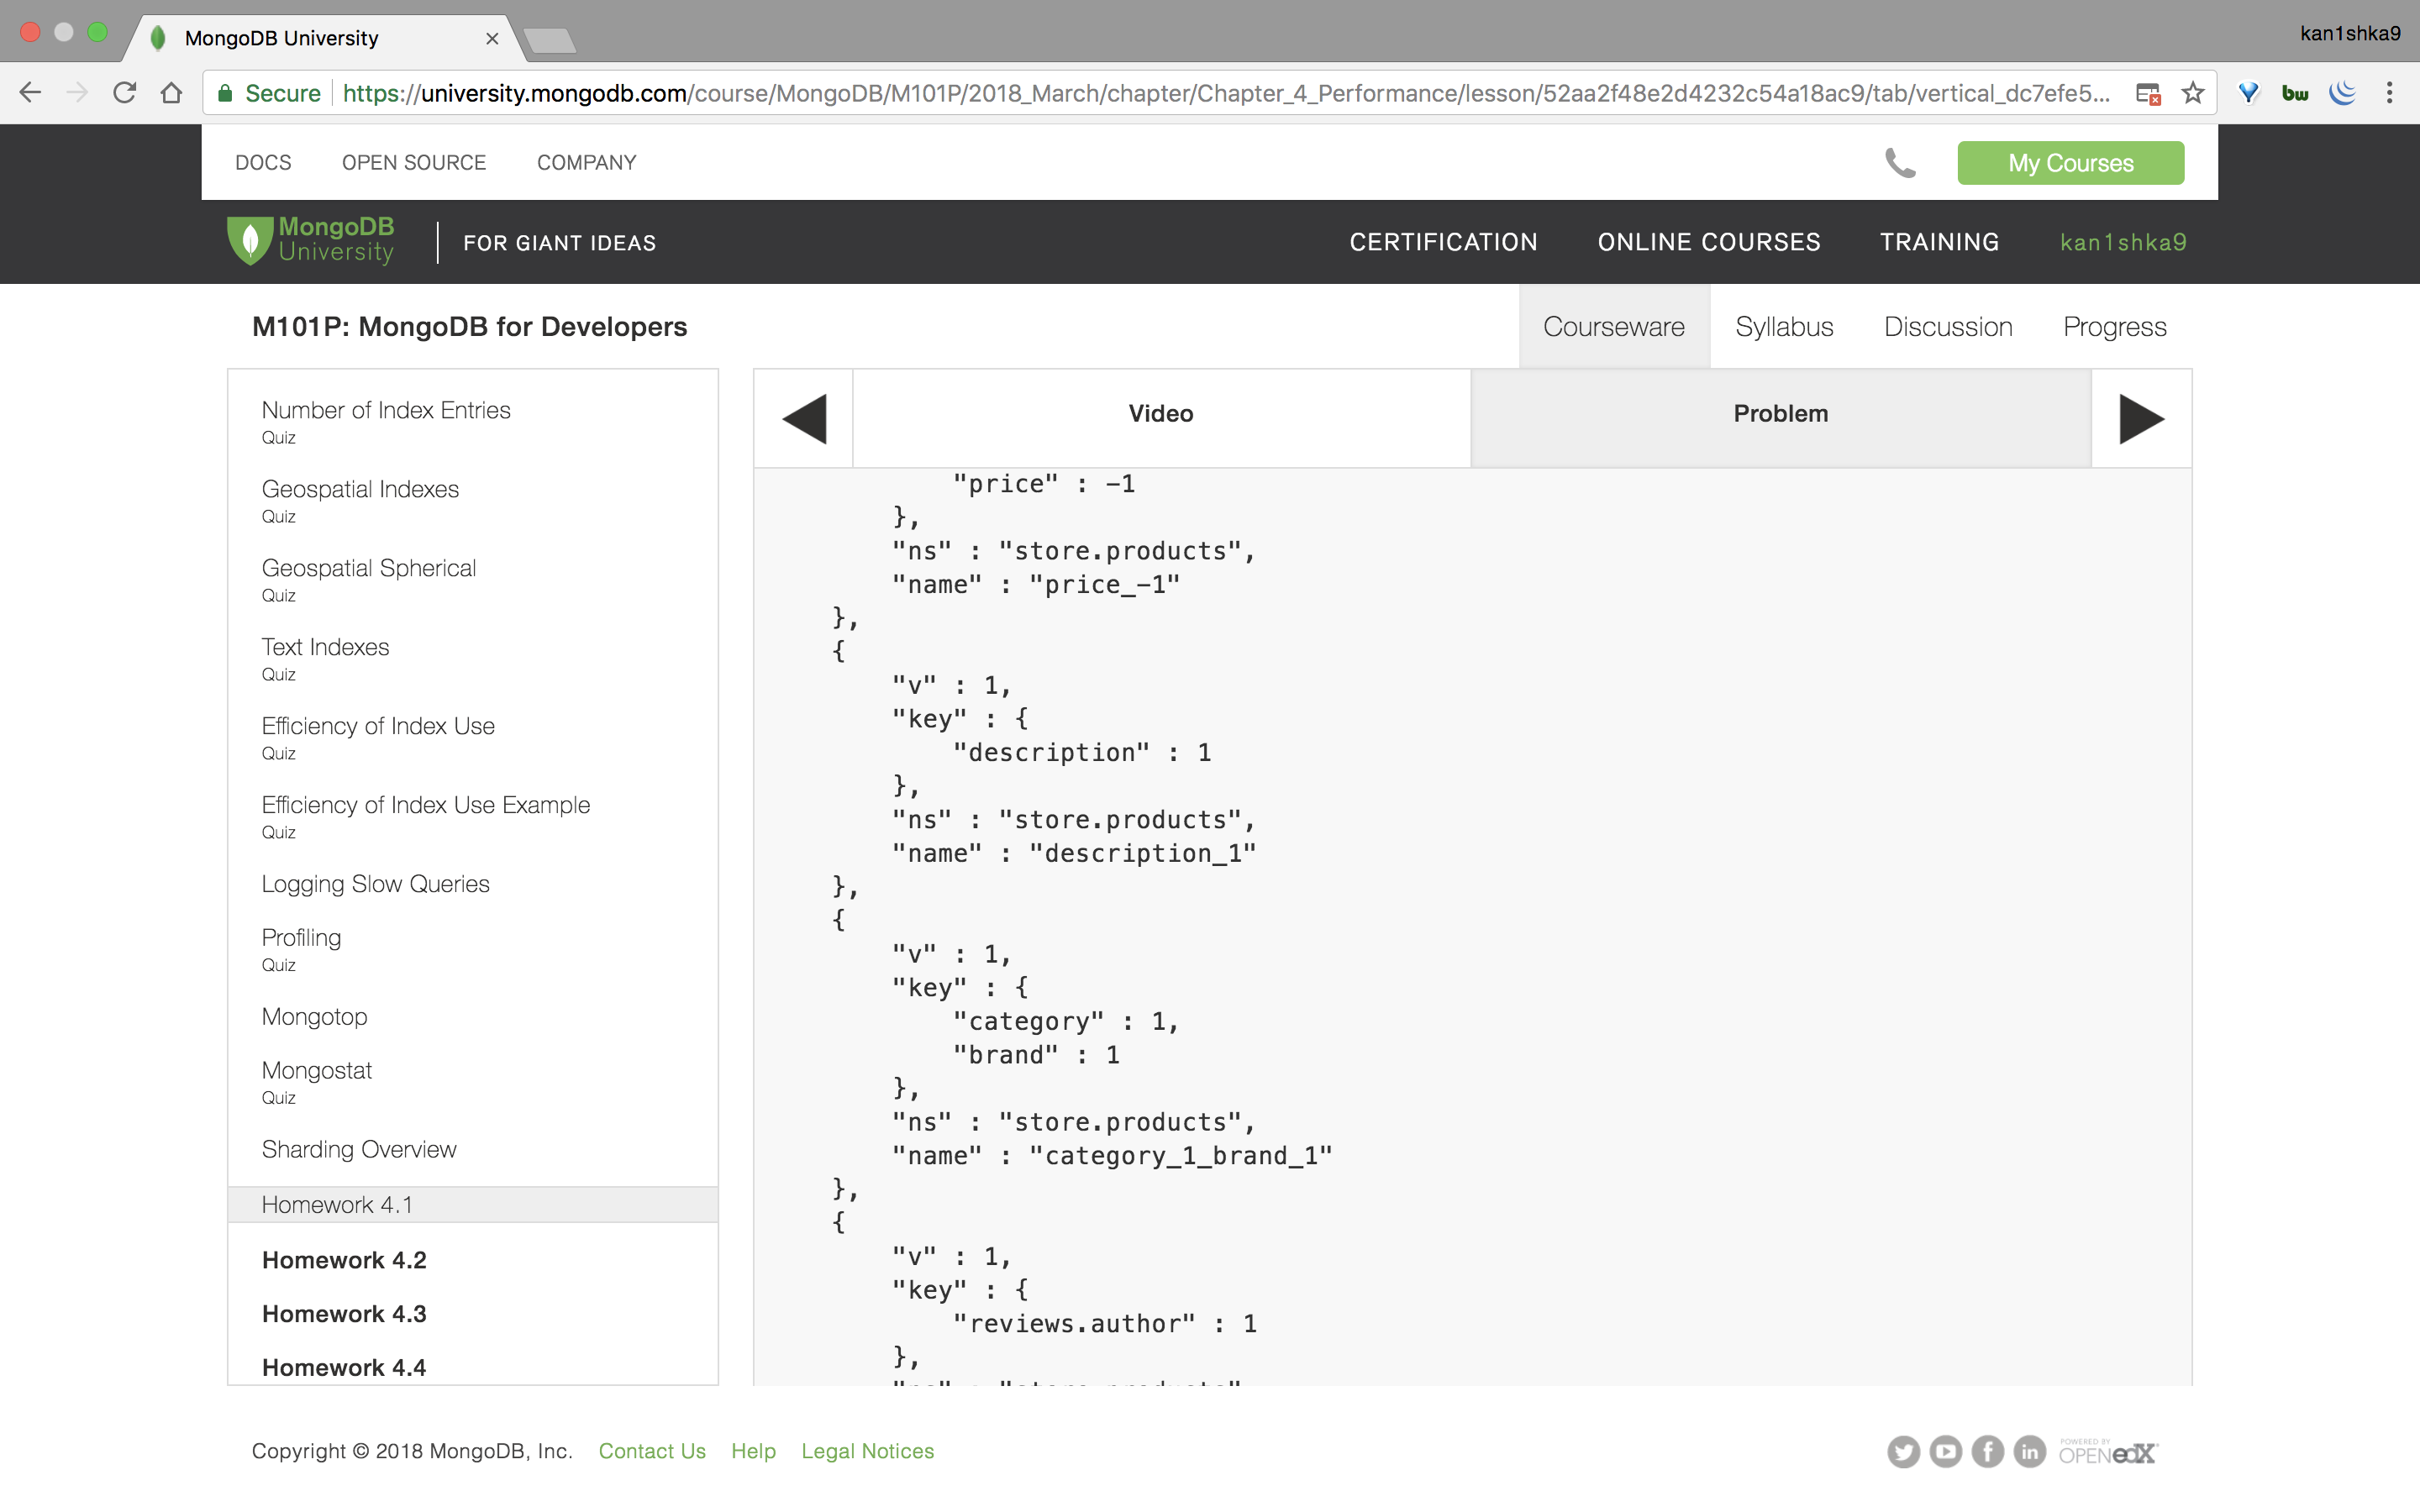 MongoDB University
kan1shka9
Secure
https://university.mongodb.com/course/MongoDB/M101P/2018_March/chapter/Chapter_4_Performance/lesson/52aa2f48e2d4232c54a18ac9/tab/vertical_dc7efe5...
bw
DOCS
OPEN SOURCE
COMPANY
My Courses
MongoDB
University
FOR GIANT IDEAS
CERTIFICATION
ONLINE COURSES
TRAINING
kan1shka9
M101P: MongoDB for Developers
Courseware
Syllabus
Discussion
Progress
Number of Index Entries
Quiz
Geospatial Indexes
Quiz
Geospatial Spherical
Quiz
Text Indexes
Quiz
Efficiency of Index Use
Quiz
Efficiency of Index Use Example
Quiz
Logging Slow Queries
Profiling
Quiz
Mongotop
Mongostat
Quiz
Sharding Overview
Homework 4.1
Homework 4.2
Homework 4.3
Homework 4.4
Video
Problem
"price" : -1
},
"ns" : "store.products",
"name" : "price_-1"
},
{
"v" : 1,
"key" : {
"description" : 1
},
"ns" : "store.products",
"name" : "description_1"
},
{
"v" : 1,
"key" : {
"category" : 1,
"brand" : 1
},
"ns" : "store.products",
"name" : "category_1_brand_1"
},
{
"v" : 1,
"key" : {
"reviews.author" : 1
},
Copyright © 2018 MongoDB, Inc.
Contact Us
Help
Legal Notices
POWERED BY
OPEN edX